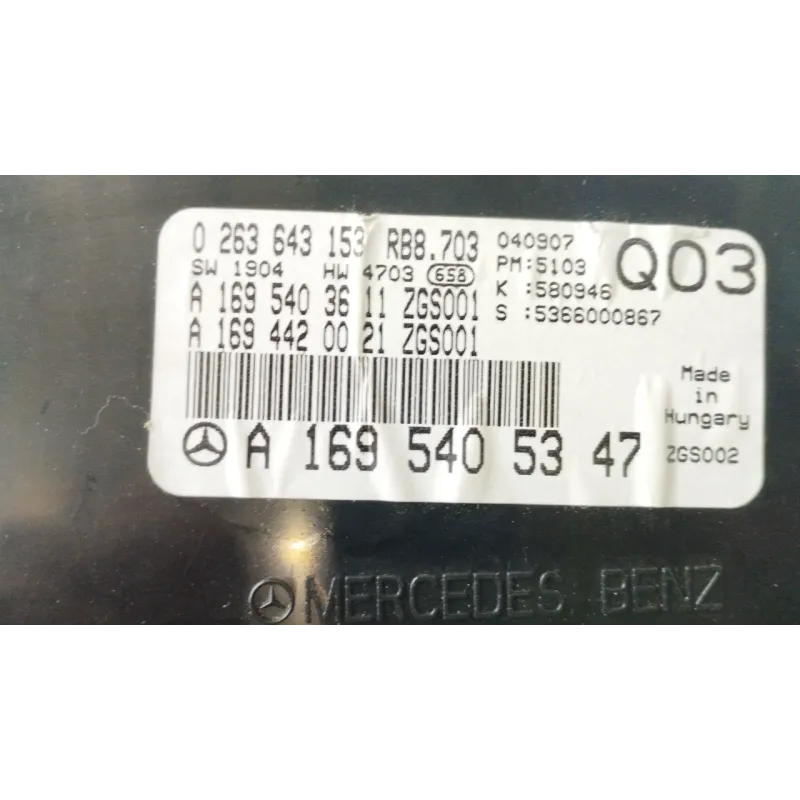 0 263 643 153 RB8.703 040907 Q03
SW 1904 HW 4703 658 PM:5103
A 169 540 36 11 ZGS001 K :580946
A 169 442 00 21 ZGS001 S :5366000867
Made
in
Hungary
A 169 540 53 47 ZGS002
MERCEDES BENZ